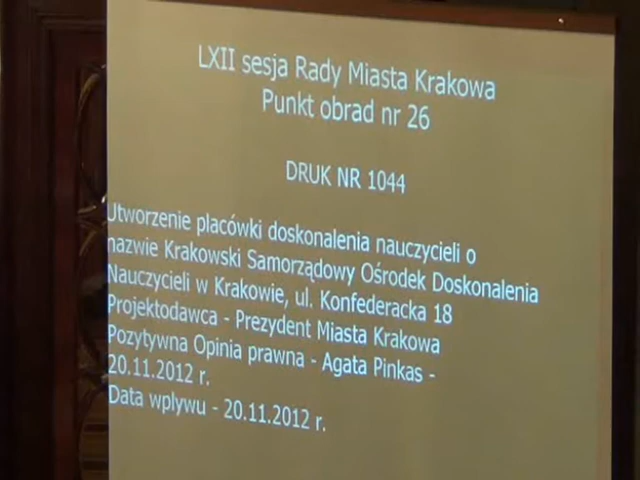 LXII sesja Rady Miasta Krakowa
Punkt obrad nr 26
DRUK NR 1044
Utworzenie placówki doskonalenia nauczycieli o
nazwie Krakowski Samorządowy Ośrodek Doskonalenia
Nauczycieli w Krakowie, ul. Konfederacka 18
Projektodawca - Prezydent Miasta Krakowa
Pozytywna Opinia prawna - Agata Pinkas -
20.11.2012 r.
Data wpływu - 20.11.2012 r.